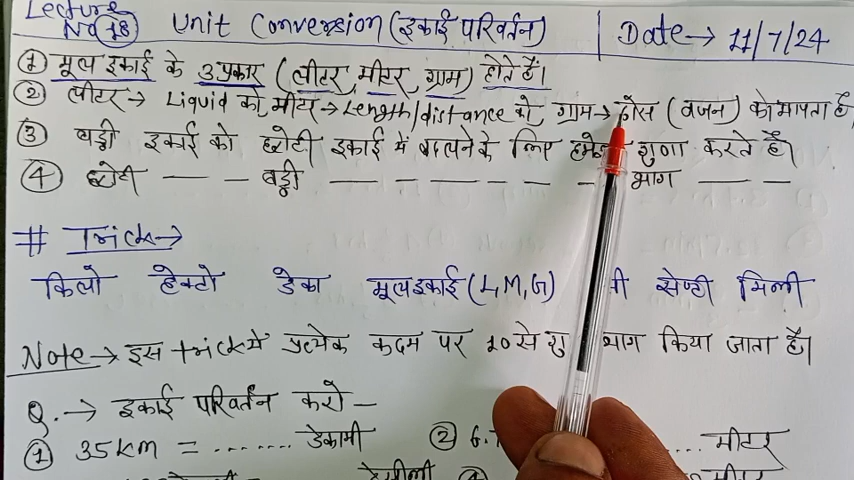 Lecture No 18 Unit Conversion (इकाई परिवर्तन) Date→ 11/7/24
① मूल इकाई के 3 प्रकार (लीटर, मीटर, ग्राम) होते हैं।
② लीटर→ Liquid को, मीटर→Length/distance को, ग्राम→ठोस (वजन) को मापता है
③ बड़ी इकाई को छोटी इकाई में बदलने के लिए गुणा करते है।
④ छोटी — — बड़ी — — — — — — भाग — —
# Trick→
किलो हेक्टो डेका मूल इकाई (L, M, G) सेण्टी मिली
Note→ इस trick में प्रत्येक कदम पर 10 से भाग किया जाता है।
Q.→ इकाई परिवर्तन करो—
① 35 KM = ....... डेकामी ② 6. .... मीटर